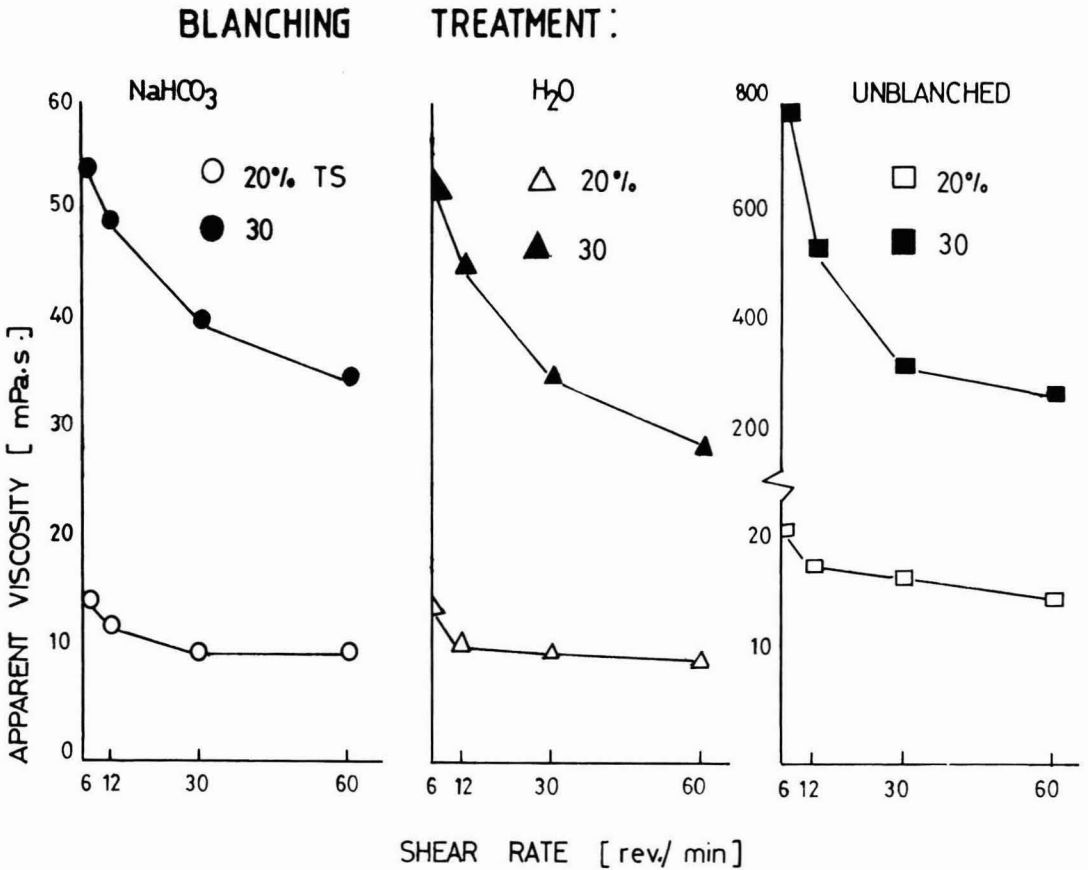 BLANCHING TREATMENT:
NaHCO3
H2O
UNBLANCHED
20% TS
30
20%
30
20%
30
60
50
40
30
20
10
0
800
600
400
200
20
10
6 12 30 60
6 12 30 60
6 12 30 60
APPARENT VISCOSITY [mPa.s.]
SHEAR RATE [rev./ min]